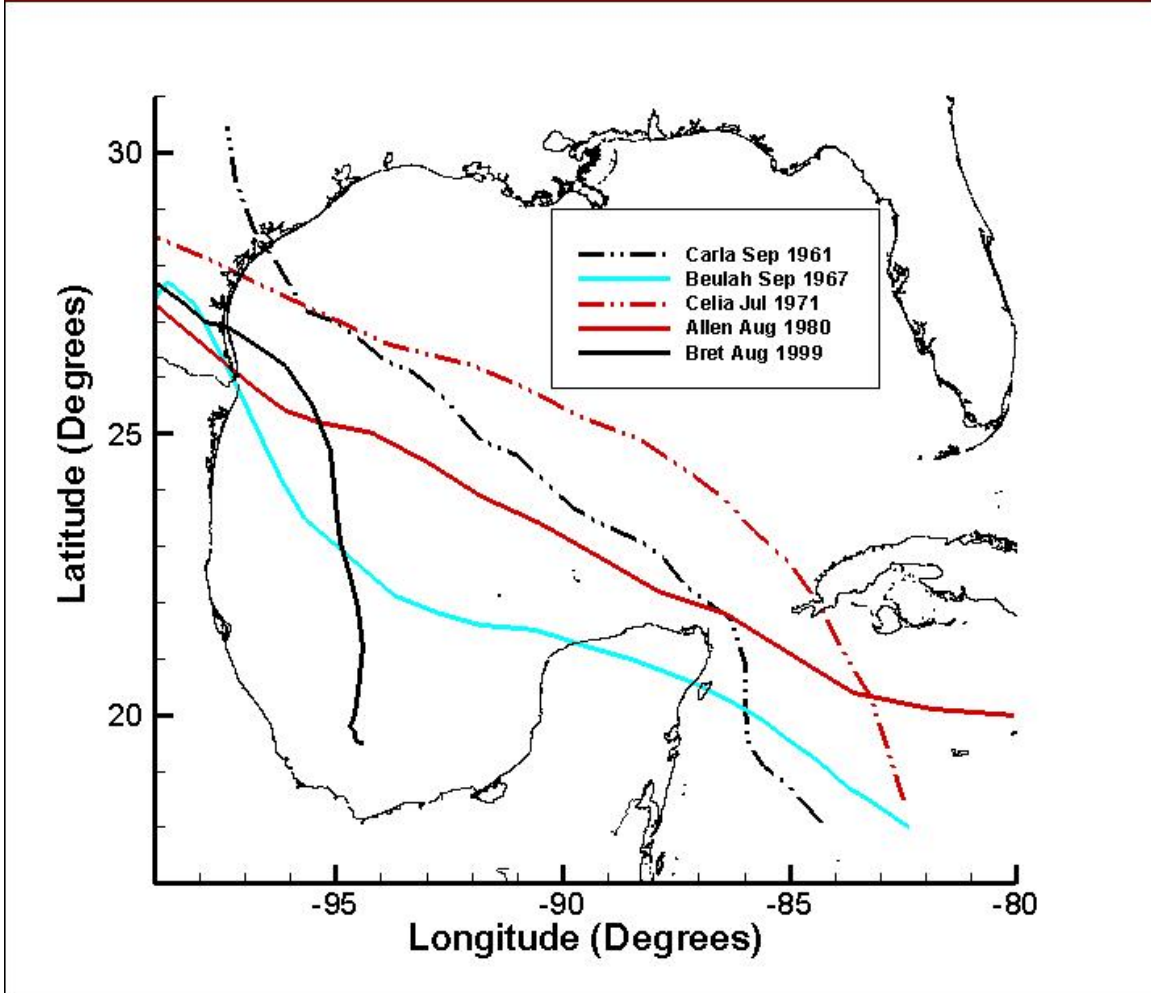 30
25
20
Latitude (Degrees)
Carla Sep 1961
Beulah Sep 1967
Celia Jul 1971
Allen Aug 1980
Bret Aug 1999
-95
-90
-85
-80
Longitude (Degrees)